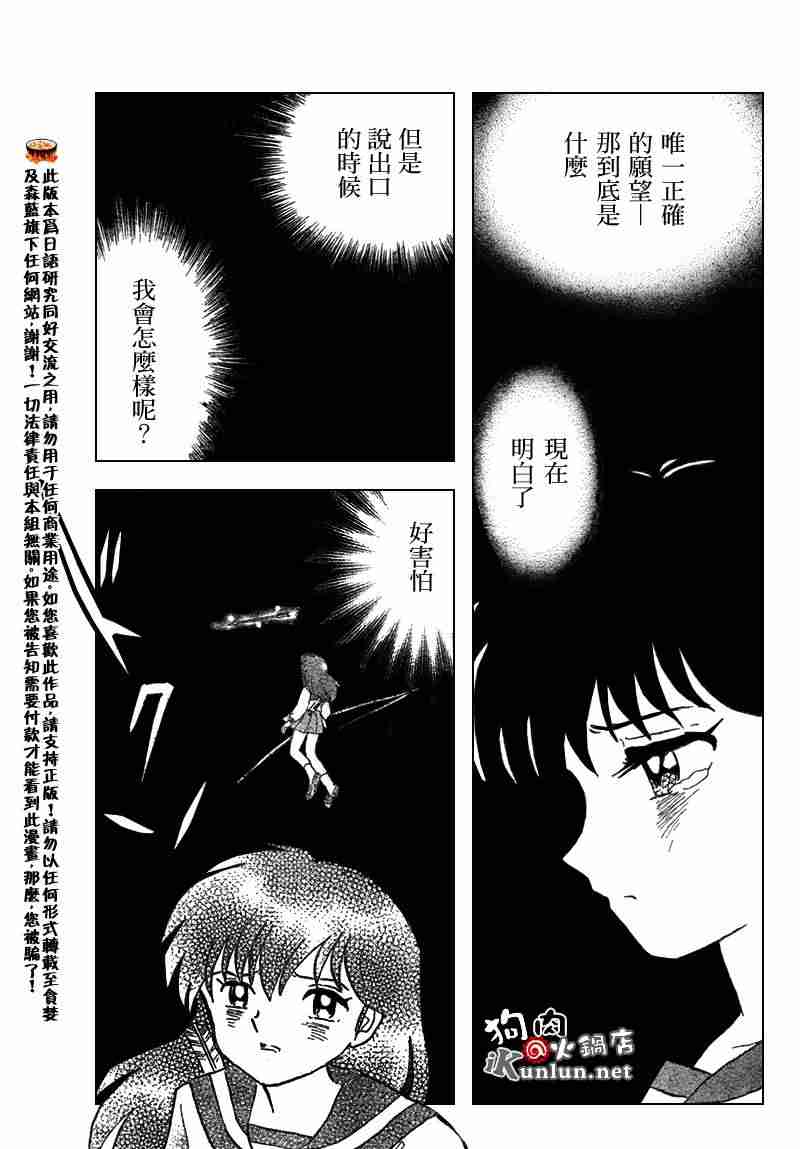 唯一正確
的願望—
那到底是
什麼
現在
明白了
但是
說出口
的時候
我會怎麼樣呢？
好害怕
ク
此版本爲日語研究同好交流之用，請勿用于任何商業用途。如您喜歡此作品，請支持正版！請勿以任何形式轉載至貪婪
及森藍旗下任何網站，謝謝！一切法律責任與本組無關。如果您被告知需要付款才能看到此漫畫，那麼，您被騙了！
狗肉
@火鍋店
iKunlun.net